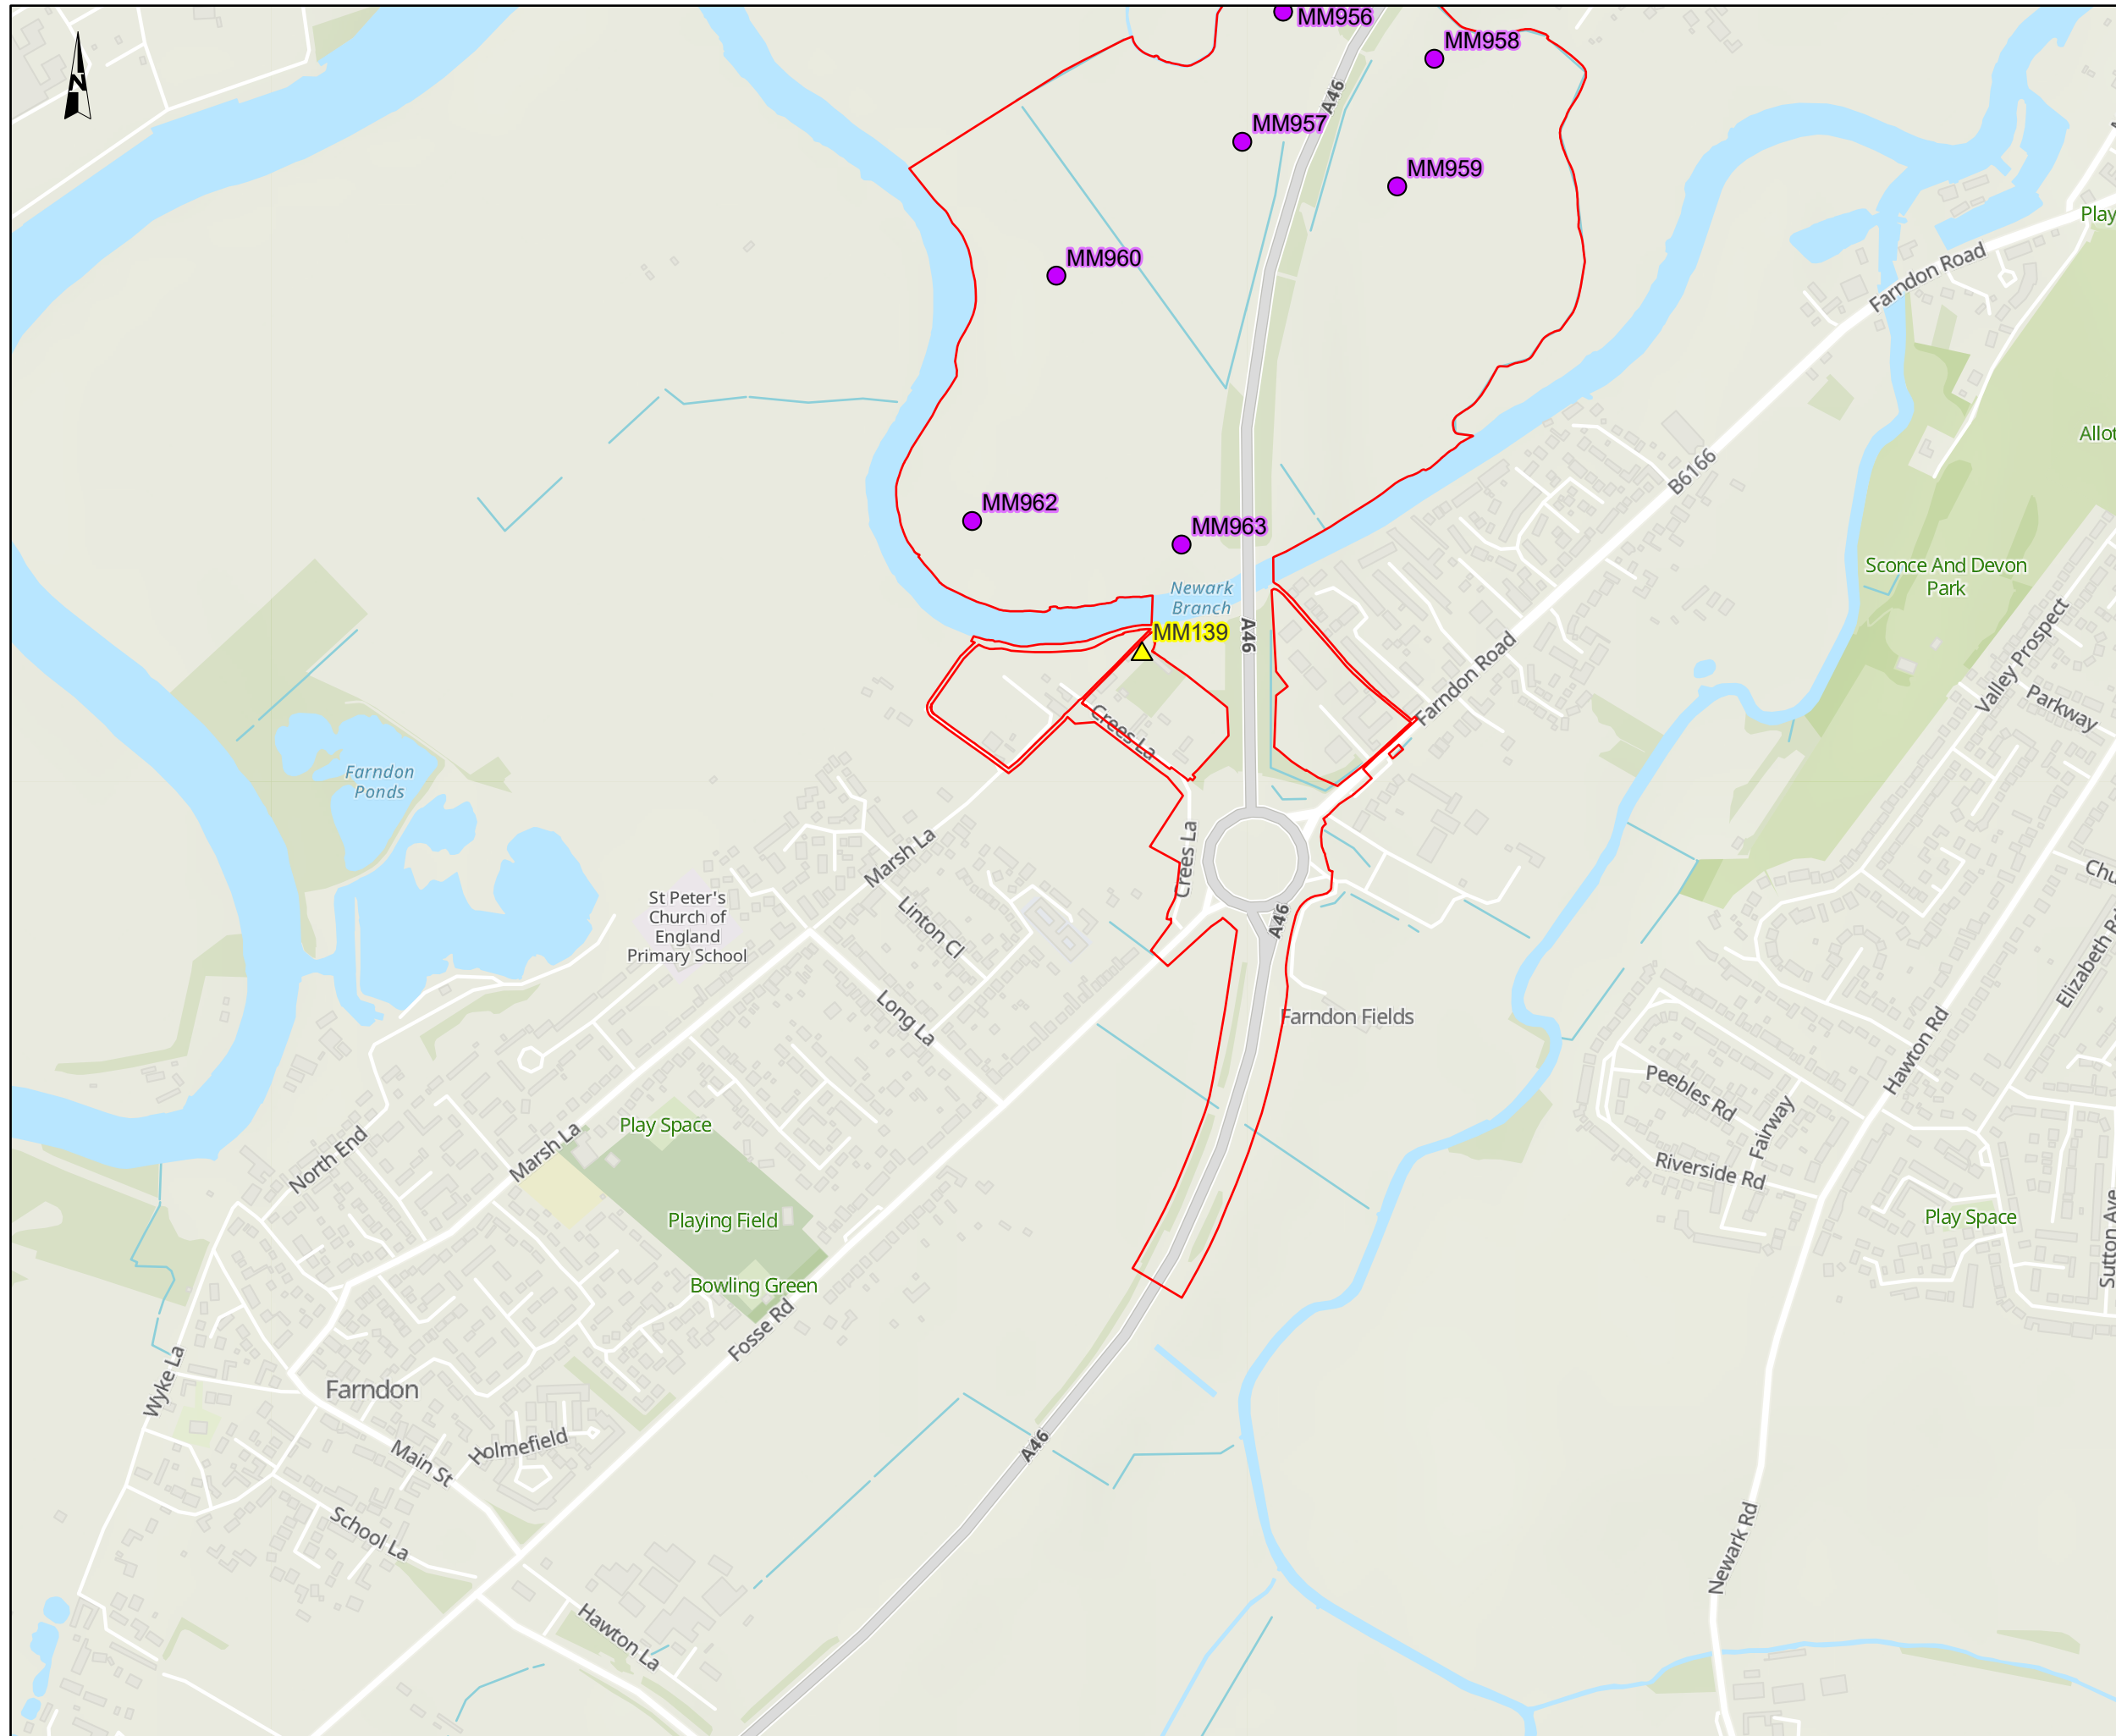 N
MM956
MM958
A46
MM957
MM959
Play
Farndon Road
MM960
Allot
B6166
MM962
MM963
Sconce And Devon
Park
Newark
Branch
MM139
A46
Farndon Road
Valley Prospect
Parkway
Crees La
Farndon
Ponds
Crees La
Marsh La
Chu
St Peter's
Church of
England
Primary School
Linton Cl
A46
Elizabeth R
Long La
Farndon Fields
Hawton Rd
Peebles Rd
Play Space
Fairway
Marsh La
North End
Riverside Rd
Playing Field
Play Space
Sutton Ave
Bowling Green
Fosse Rd
Wyke La
Farndon
Holmefield
A46
Main St
School La
Newark Rd
Hawton La